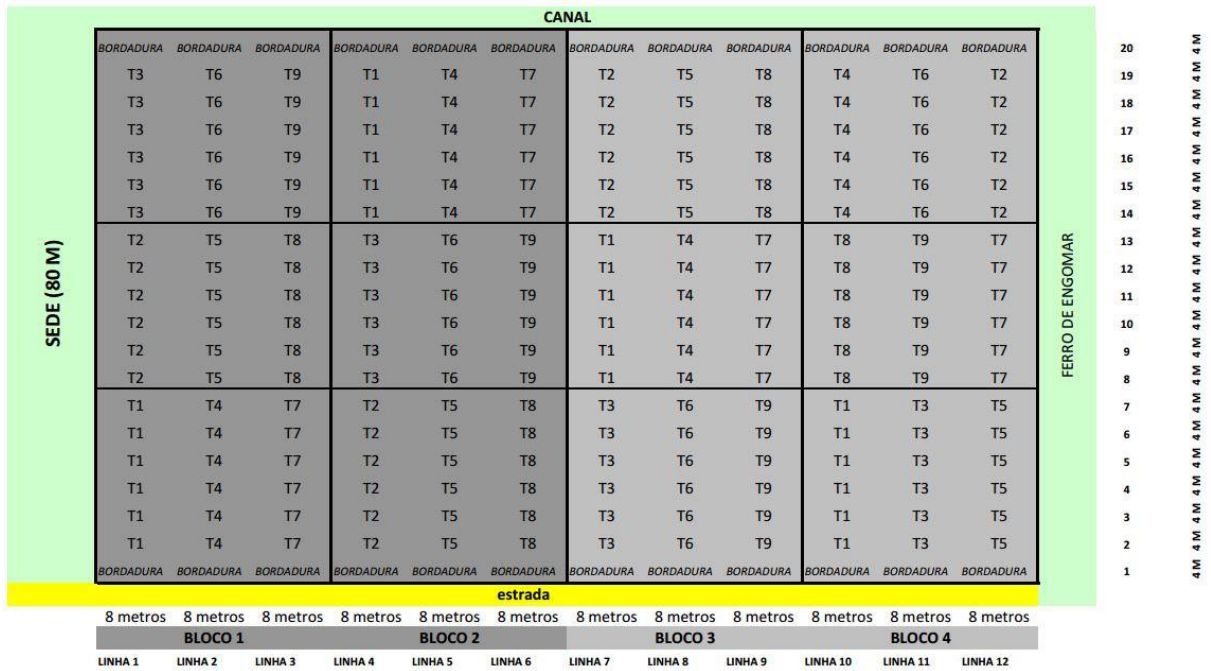 CANAL
BORDADURA BORDADURA BORDADURA BORDADURA BORDADURA BORDADURA BORDADURA BORDADURA BORDADURA BORDADURA BORDADURA BORDADURA 20 4 M
T3 T6 T9 T1 T4 T7 T2 T5 T8 T4 T6 T2 19 4 M
T3 T6 T9 T1 T4 T7 T2 T5 T8 T4 T6 T2 18 4 M
T3 T6 T9 T1 T4 T7 T2 T5 T8 T4 T6 T2 17 4 M
T3 T6 T9 T1 T4 T7 T2 T5 T8 T4 T6 T2 16 4 M
T3 T6 T9 T1 T4 T7 T2 T5 T8 T4 T6 T2 15 4 M
T3 T6 T9 T1 T4 T7 T2 T5 T8 T4 T6 T2 14 4 M
SEDE (80 M)
T2 T5 T8 T3 T6 T9 T1 T4 T7 T8 T9 T7 13 4 M
T2 T5 T8 T3 T6 T9 T1 T4 T7 T8 T9 T7 12 4 M
T2 T5 T8 T3 T6 T9 T1 T4 T7 T8 T9 T7 11 4 M
T2 T5 T8 T3 T6 T9 T1 T4 T7 T8 T9 T7 10 4 M
T2 T5 T8 T3 T6 T9 T1 T4 T7 T8 T9 T7 9 4 M
T2 T5 T8 T3 T6 T9 T1 T4 T7 T8 T9 T7 8 4 M
FERRO DE ENGOMAR
T1 T4 T7 T2 T5 T8 T3 T6 T9 T1 T3 T5 7 4 M
T1 T4 T7 T2 T5 T8 T3 T6 T9 T1 T3 T5 6 4 M
T1 T4 T7 T2 T5 T8 T3 T6 T9 T1 T3 T5 5 4 M
T1 T4 T7 T2 T5 T8 T3 T6 T9 T1 T3 T5 4 4 M
T1 T4 T7 T2 T5 T8 T3 T6 T9 T1 T3 T5 3 4 M
T1 T4 T7 T2 T5 T8 T3 T6 T9 T1 T3 T5 2 4 M
BORDADURA BORDADURA BORDADURA BORDADURA BORDADURA BORDADURA BORDADURA BORDADURA BORDADURA BORDADURA BORDADURA BORDADURA 1 4 M
estrada
8 metros 8 metros 8 metros 8 metros 8 metros 8 metros 8 metros 8 metros 8 metros 8 metros 8 metros 8 metros
BLOCO 1 BLOCO 2 BLOCO 3 BLOCO 4
LINHA 1 LINHA 2 LINHA 3 LINHA 4 LINHA 5 LINHA 6 LINHA 7 LINHA 8 LINHA 9 LINHA 10 LINHA 11 LINHA 12